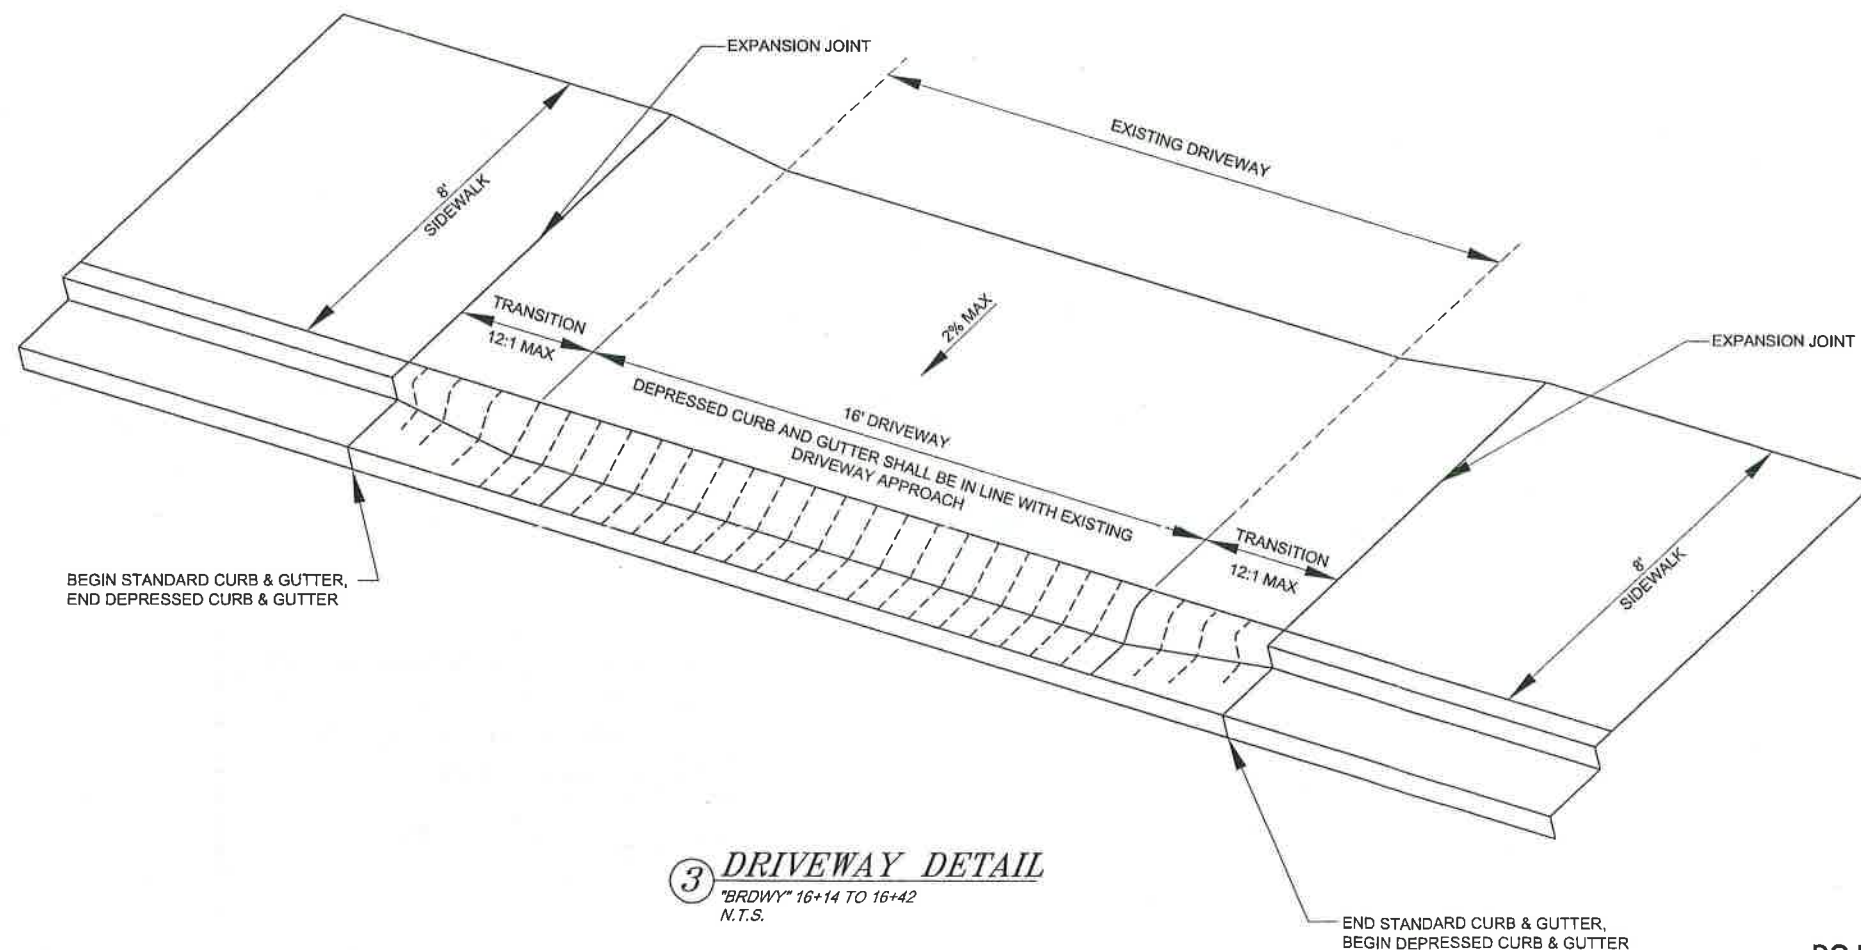 EXPANSION JOINT
EXISTING DRIVEWAY
8'
SIDEWALK
TRANSITION
12:1 MAX
2% MAX
EXPANSION JOINT
16' DRIVEWAY
DEPRESSED CURB AND GUTTER SHALL BE IN LINE WITH EXISTING
DRIVEWAY APPROACH
TRANSITION
12:1 MAX
8'
SIDEWALK
BEGIN STANDARD CURB & GUTTER,
END DEPRESSED CURB & GUTTER
3 DRIVEWAY DETAIL
"BRDWY" 16+14 TO 16+42
N.T.S.
END STANDARD CURB & GUTTER,
BEGIN DEPRESSED CURB & GUTTER